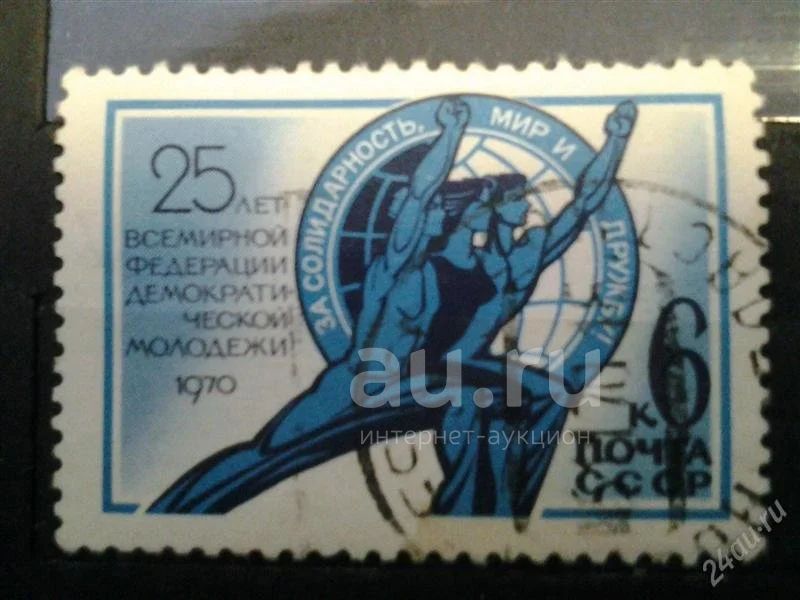 25 ЛЕТ
ВСЕМИРНОЙ
ФЕДЕРАЦИИ
ДЕМОКРАТИ-
ЧЕСКОЙ
МОЛОДЕЖИ
1970
ЗА СОЛИДАРНОСТЬ, МИР И ДРУЖБУ!
6
К
ПОЧТА
СССР
au.ru
интернет-аукцион
24au.ru